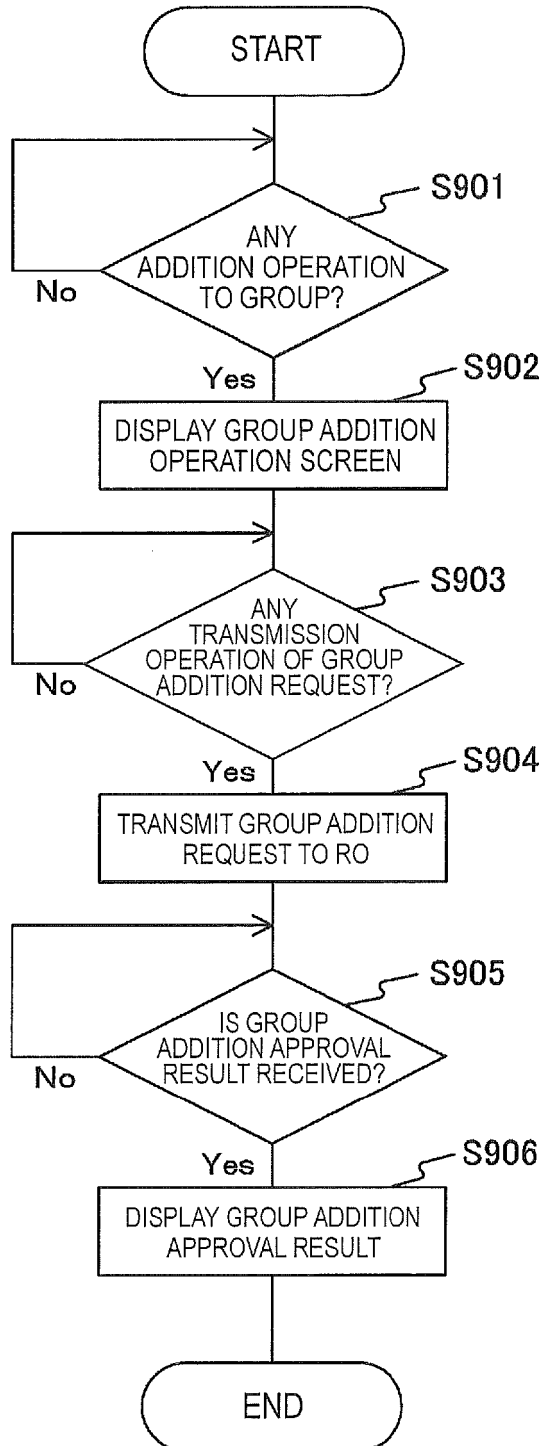 START
S901
ANY
ADDITION OPERATION
TO GROUP?
No
Yes
S902
DISPLAY GROUP ADDITION
OPERATION SCREEN
S903
ANY
TRANSMISSION
OPERATION OF GROUP
ADDITION REQUEST?
No
Yes
S904
TRANSMIT GROUP ADDITION
REQUEST TO RO
S905
IS GROUP
ADDITION APPROVAL
RESULT RECEIVED?
No
Yes
S906
DISPLAY GROUP ADDITION
APPROVAL RESULT
END